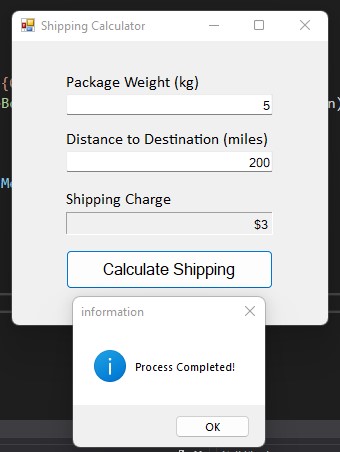 Shipping Calculator
Package Weight (kg)
5
Distance to Destination (miles)
200
Shipping Charge
$3
Calculate Shipping
information
Process Completed!
OK